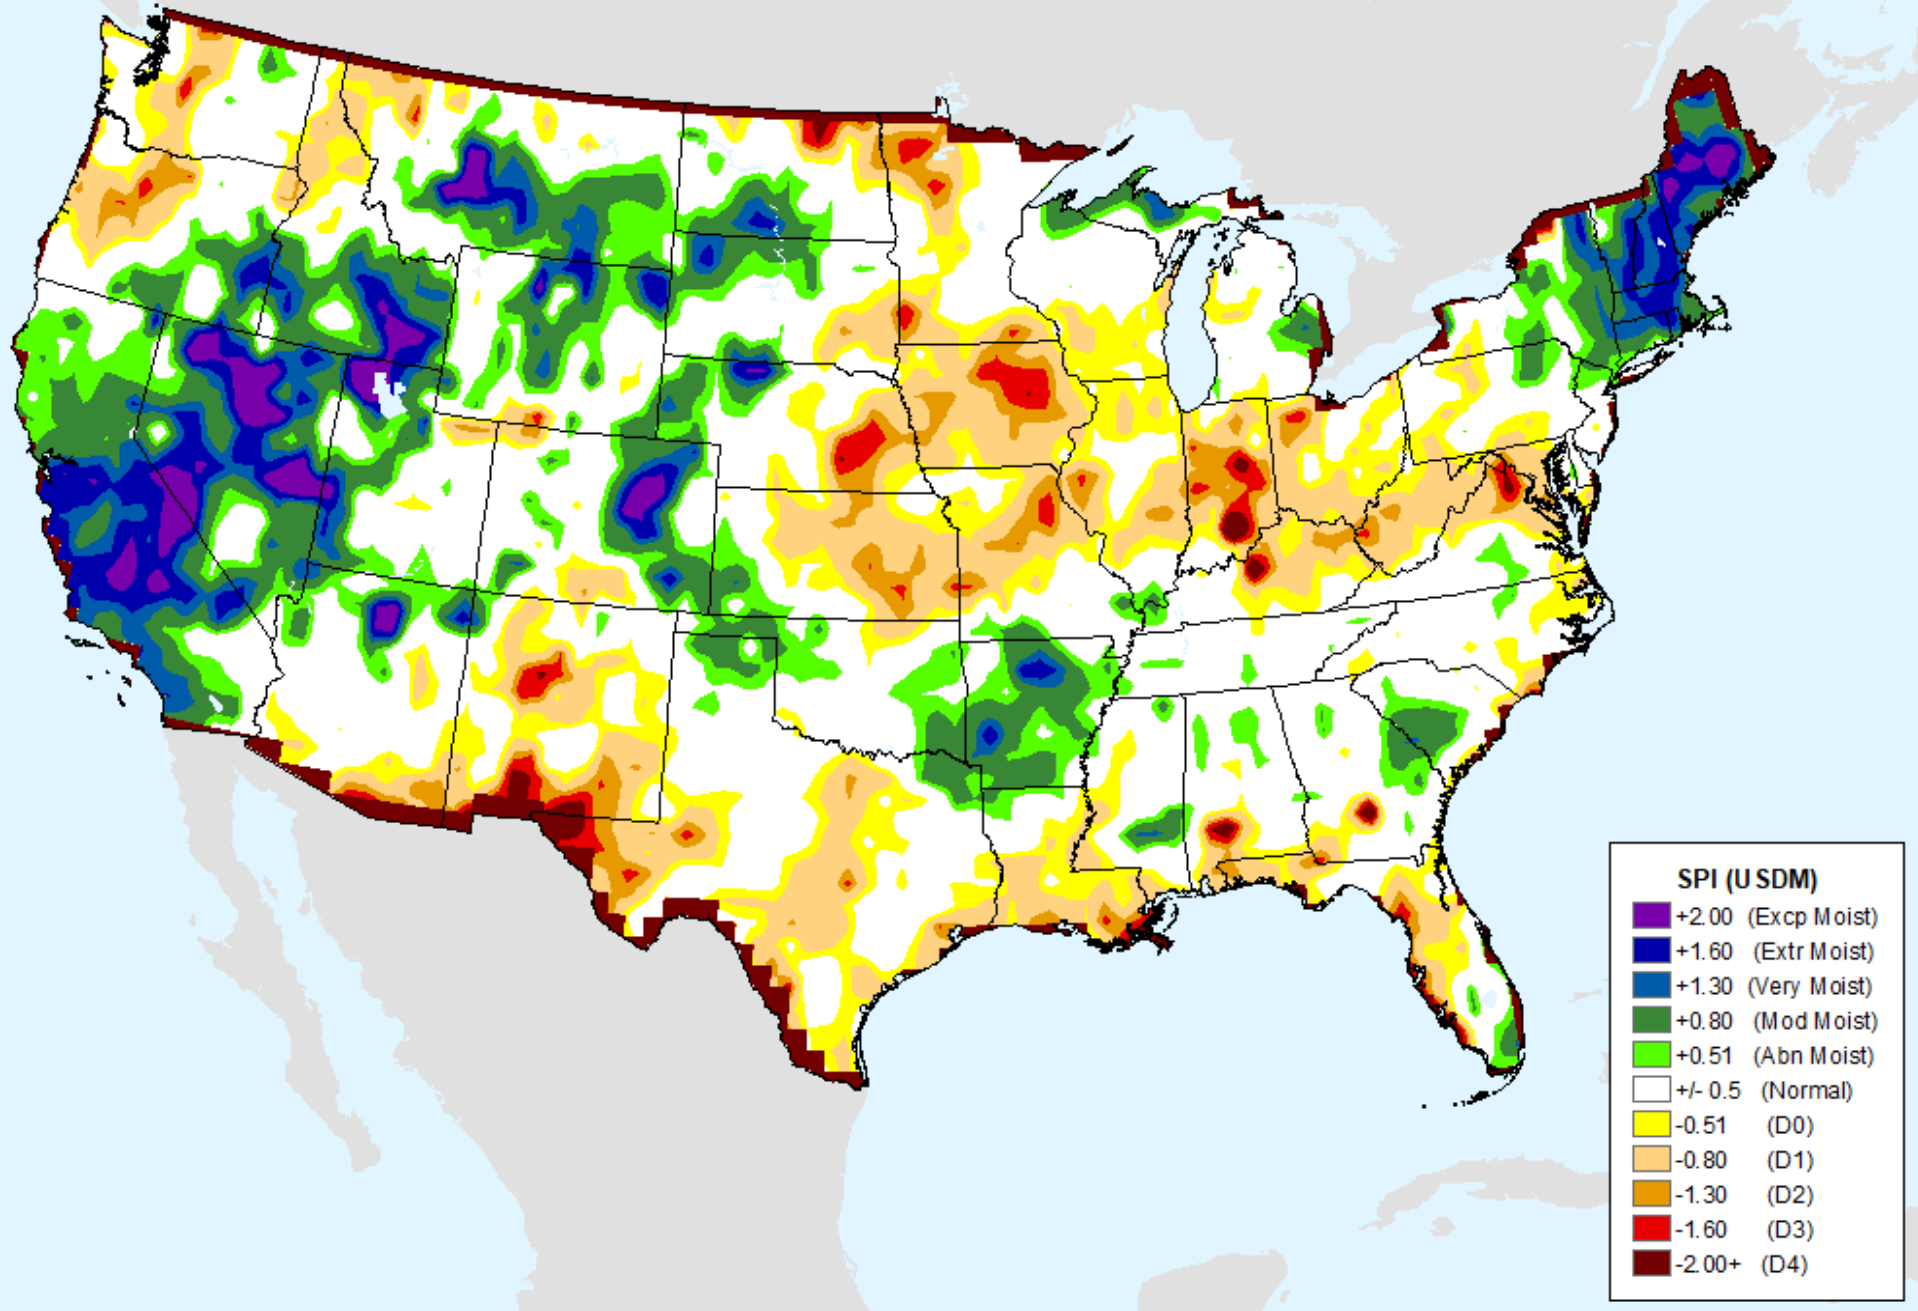 SPI (USDM)
+2.00 (Excp Moist)
+1.60 (Extr Moist)
+1.30 (Very Moist)
+0.80 (Mod Moist)
+0.51 (Abn Moist)
+/- 0.5 (Normal)
-0.51 (D0)
-0.80 (D1)
-1.30 (D2)
-1.60 (D3)
-2.00+ (D4)